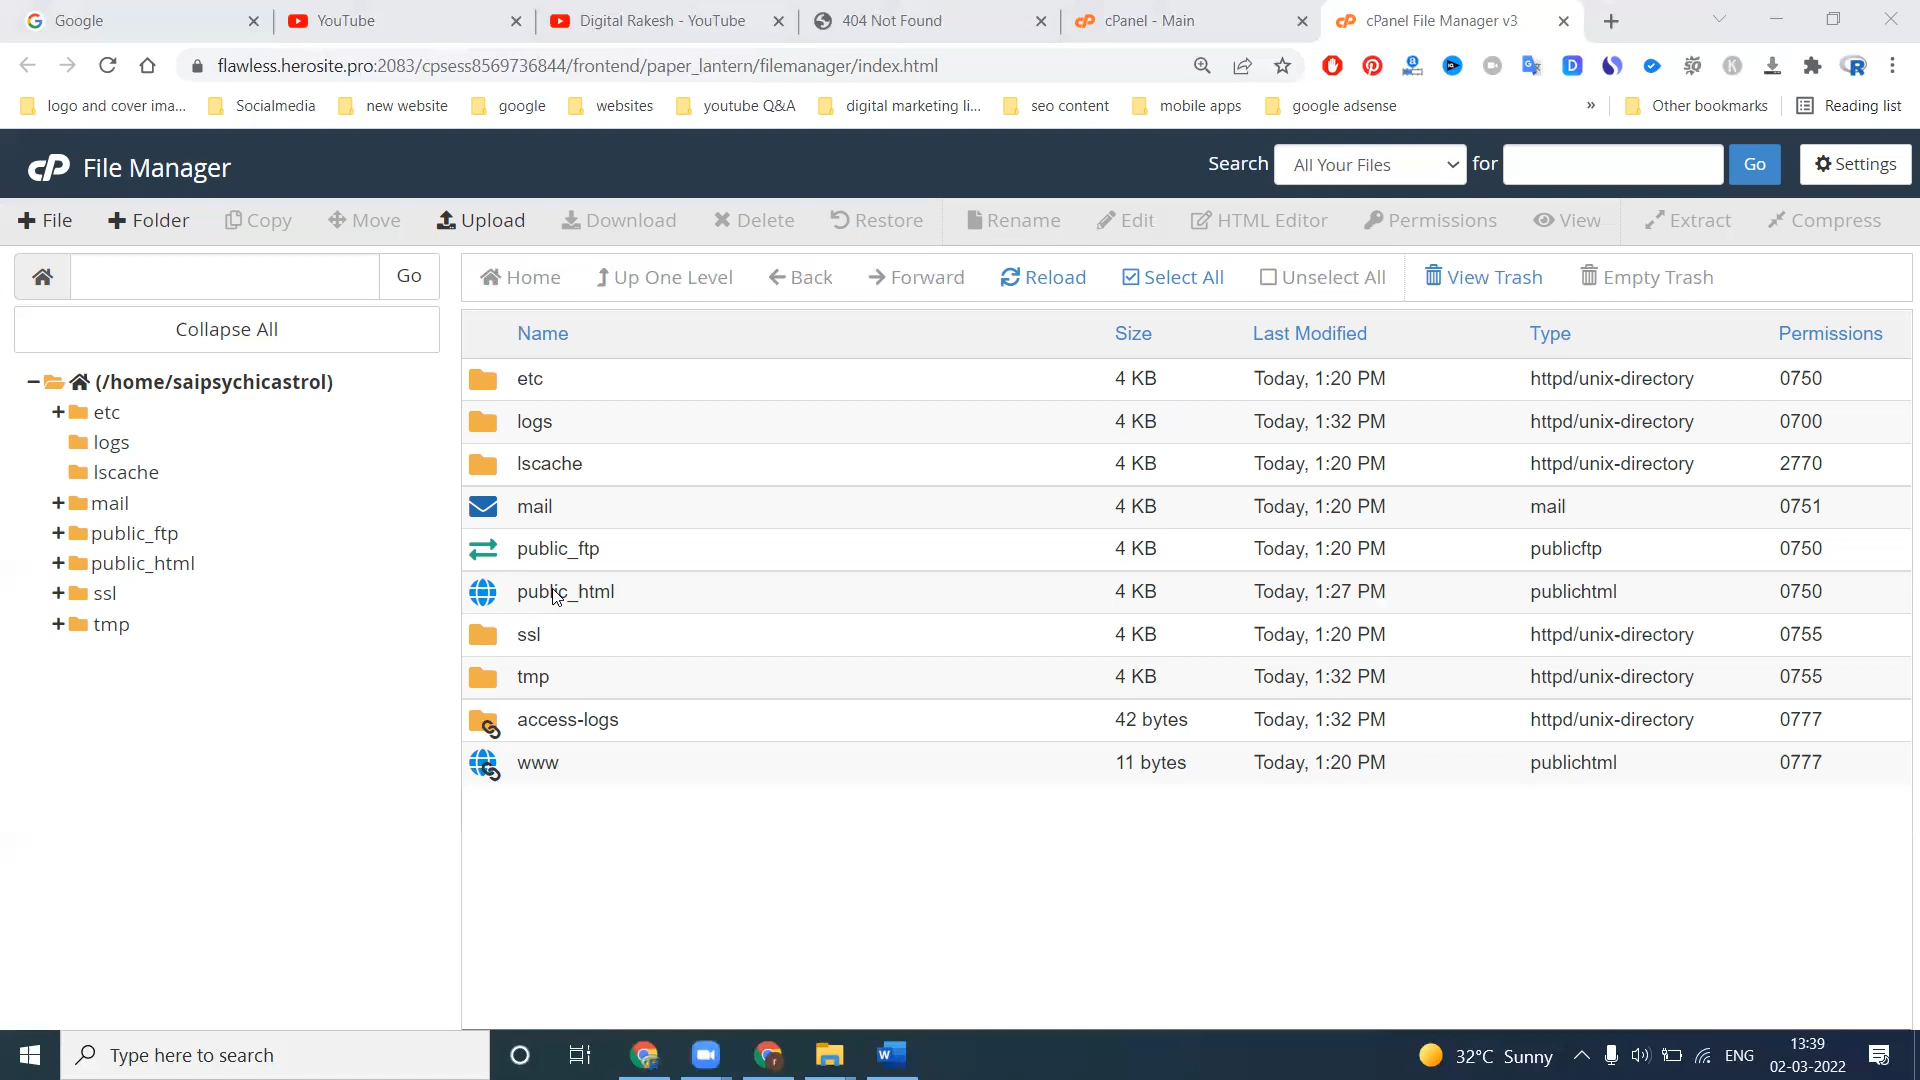 Google
YouTube
Digital Rakesh - YouTube
404 Not Found
cPanel - Main
cPanel File Manager v3
flawless.herosite.pro:2083/cpsess8569736844/frontend/paper_lantern/filemanager/index.html
logo and cover ima...
Socialmedia
new website
google
websites
youtube Q&A
digital marketing li...
seo content
mobile apps
google adsense
»
Other bookmarks
Reading list
cP File Manager
Search All Your Files for Go Settings
File Folder Copy Move Upload Download Delete Restore Rename Edit HTML Editor Permissions View Extract Compress
Go
Collapse All
(/home/saipsychicastrol)
etc
logs
lscache
mail
public_ftp
public_html
ssl
tmp
Home Up One Level Back Forward Reload Select All Unselect All View Trash Empty Trash
Name Size Last Modified Type Permissions
etc 4 KB Today, 1:20 PM httpd/unix-directory 0750
logs 4 KB Today, 1:32 PM httpd/unix-directory 0700
lscache 4 KB Today, 1:20 PM httpd/unix-directory 2770
mail 4 KB Today, 1:20 PM mail 0751
public_ftp 4 KB Today, 1:20 PM publicftp 0750
public_html 4 KB Today, 1:27 PM publichtml 0750
ssl 4 KB Today, 1:20 PM httpd/unix-directory 0755
tmp 4 KB Today, 1:32 PM httpd/unix-directory 0755
access-logs 42 bytes Today, 1:32 PM httpd/unix-directory 0777
www 11 bytes Today, 1:20 PM publichtml 0777
Type here to search
32°C Sunny
ENG
13:39
02-03-2022